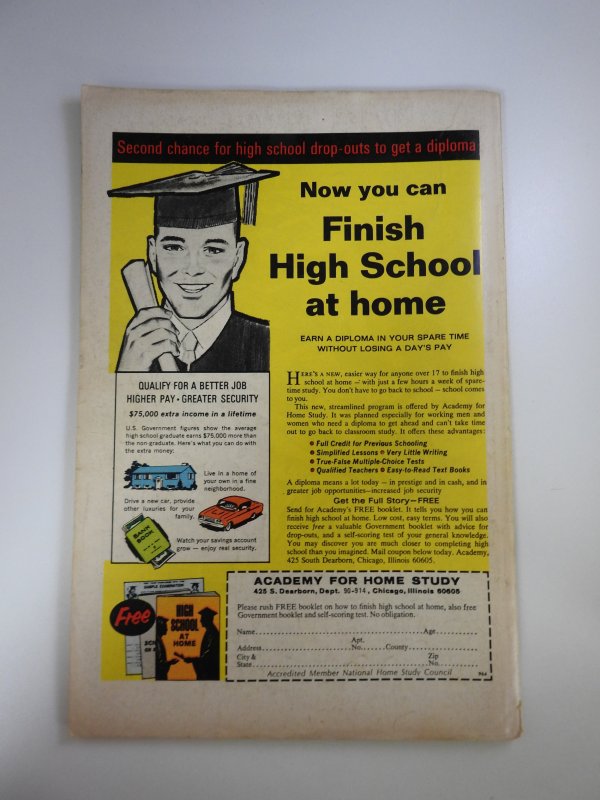 Second chance for high school drop-outs to get a diploma
Now you can
Finish
High School
at home
EARN A DIPLOMA IN YOUR SPARE TIME
WITHOUT LOSING A DAY'S PAY
QUALIFY FOR A BETTER JOB
HIGHER PAY • GREATER SECURITY
$75,000 extra income in a lifetime
U.S. Government figures show the average
high school graduate earns $75,000 more than
the non-graduate. Here's what you can do with
the extra money:
Live in a home of
your own in a fine
neighborhood.
Drive a new car, provide
other luxuries for your
family.
BANK
BOOK
Watch your savings account
grow — enjoy real security.
HERE'S A NEW, easier way for anyone over 17 to finish high
school at home — with just a few hours a week of spare-
time study. You don't have to go back to school — school comes
to you.
This new, streamlined program is offered by Academy for
Home Study. It was planned especially for working men and
women who need a diploma to get ahead and can't take time
out to go back to classroom study. It offers these advantages:
• Full Credit for Previous Schooling
• Simplified Lessons • Very Little Writing
• True-False Multiple-Choice Tests
• Qualified Teachers • Easy-to-Read Text Books
A diploma means a lot today — in prestige and in cash, and in
greater job opportunities—increased job security
Get the Full Story—FREE
Send for Academy's FREE booklet. It tells you how you can
finish high school at home. Low cost, easy terms. You will also
receive free a valuable Government booklet with advice for
drop-outs, and a self-scoring test of your general knowledge.
You may discover you are much closer to completing high
school than you imagined. Mail coupon below today. Academy,
425 South Dearborn, Chicago, Illinois 60605.
Free
HIGH
SCHOOL
AT
HOME
ACADEMY FOR HOME STUDY
425 S. Dearborn, Dept. 90-914, Chicago, Illinois 60605
Please rush FREE booklet on how to finish high school at home, also free
Government booklet and self-scoring test. No obligation.
Name Age
Address Apt. No. County
City & State Zip No.
Accredited Member National Home Study Council